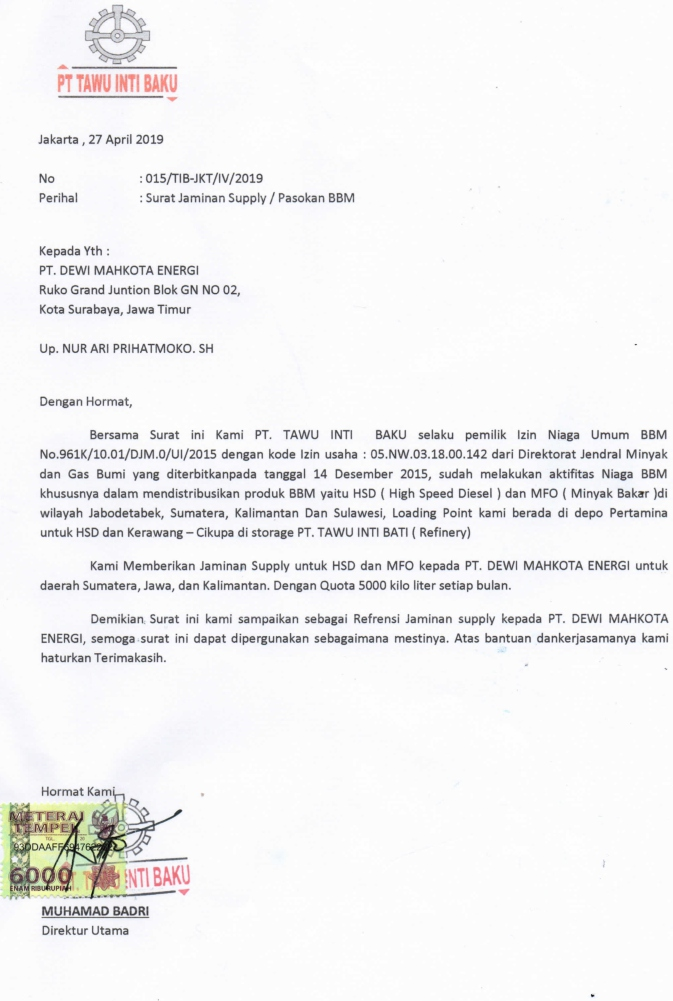 PT TAWU INTI BAKU
Jakarta , 27 April 2019
No : 015/TIB-JKT/IV/2019
Perihal : Surat Jaminan Supply / Pasokan BBM
Kepada Yth :
PT. DEWI MAHKOTA ENERGI
Ruko Grand Juntion Blok GN NO 02,
Kota Surabaya, Jawa Timur
Up. NUR ARI PRIHATMOKO. SH
Dengan Hormat,
Bersama Surat ini Kami PT. TAWU INTI BAKU selaku pemilik Izin Niaga Umum BBM
No.961K/10.01/DJM.0/UI/2015 dengan kode Izin usaha : 05.NW.03.18.00.142 dari Direktorat Jendral Minyak
dan Gas Bumi yang diterbitkanpada tanggal 14 Desember 2015, sudah melakukan aktifitas Niaga BBM
khususnya dalam mendistribusikan produk BBM yaitu HSD ( High Speed Diesel ) dan MFO ( Minyak Bakar )di
wilayah Jabodetabek, Sumatera, Kalimantan Dan Sulawesi, Loading Point kami berada di depo Pertamina
untuk HSD dan Kerawang – Cikupa di storage PT. TAWU INTI BATI ( Refinery)
Kami Memberikan Jaminan Supply untuk HSD dan MFO kepada PT. DEWI MAHKOTA ENERGI untuk
daerah Sumatera, Jawa, dan Kalimantan. Dengan Quota 5000 kilo liter setiap bulan.
Demikian Surat ini kami sampaikan sebagai Refrensi Jaminan supply kepada PT. DEWI MAHKOTA
ENERGI, semoga surat ini dapat dipergunakan sebagaimana mestinya. Atas bantuan dankerjasamanya kami
haturkan Terimakasih.
Hormat Kami
METERAI
TEMPEL
6000
ENAM RIBU RUPIAH
INTI BAKU
MUHAMAD BADRI
Direktur Utama